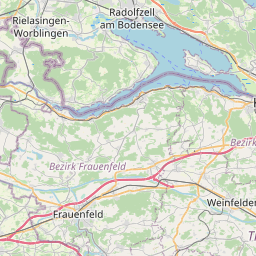 Radolfzell
am Bodensee
Rielasingen-
Worblingen
Bezirk Frauenfeld
Bezirk
Weinfelden
Frauenfeld